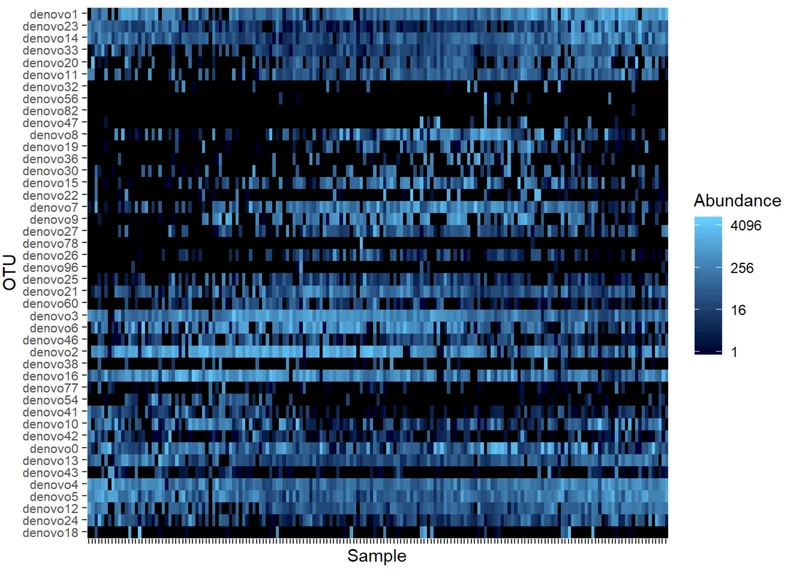 denovo1
denovo23
denovo14
denovo33
denovo20
denovo11
denovo32
denovo56
denovo82
denovo47
denovo8
denovo19
denovo36
denovo30
denovo15
denovo22
denovo7
denovo9
denovo27
denovo78
denovo26
denovo96
denovo25
denovo21
denovo60
denovo3
denovo6
denovo46
denovo2
denovo38
denovo16
denovo77
denovo54
denovo41
denovo10
denovo42
denovo0
denovo13
denovo43
denovo4
denovo5
denovo12
denovo24
denovo18
OTU
Sample
Abundance
4096
256
16
1